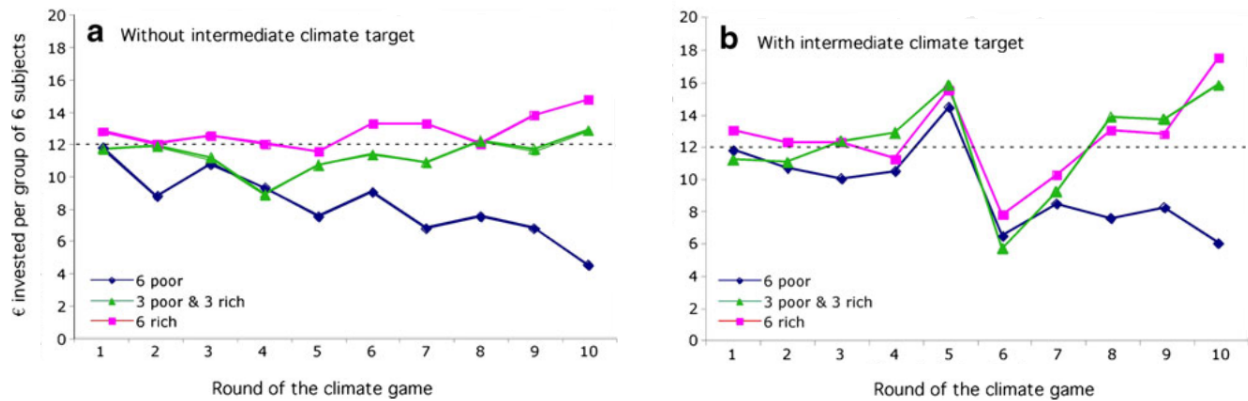 a Without intermediate climate target
€ invested per group of 6 subjects
20
18
16
14
12
10
8
6
4
2
0
6 poor
3 poor & 3 rich
6 rich
1 2 3 4 5 6 7 8 9 10
Round of the climate game
b With intermediate climate target
20
18
16
14
12
10
8
6
4
2
0
6 poor
3 poor & 3 rich
6 rich
1 2 3 4 5 6 7 8 9 10
Round of the climate game